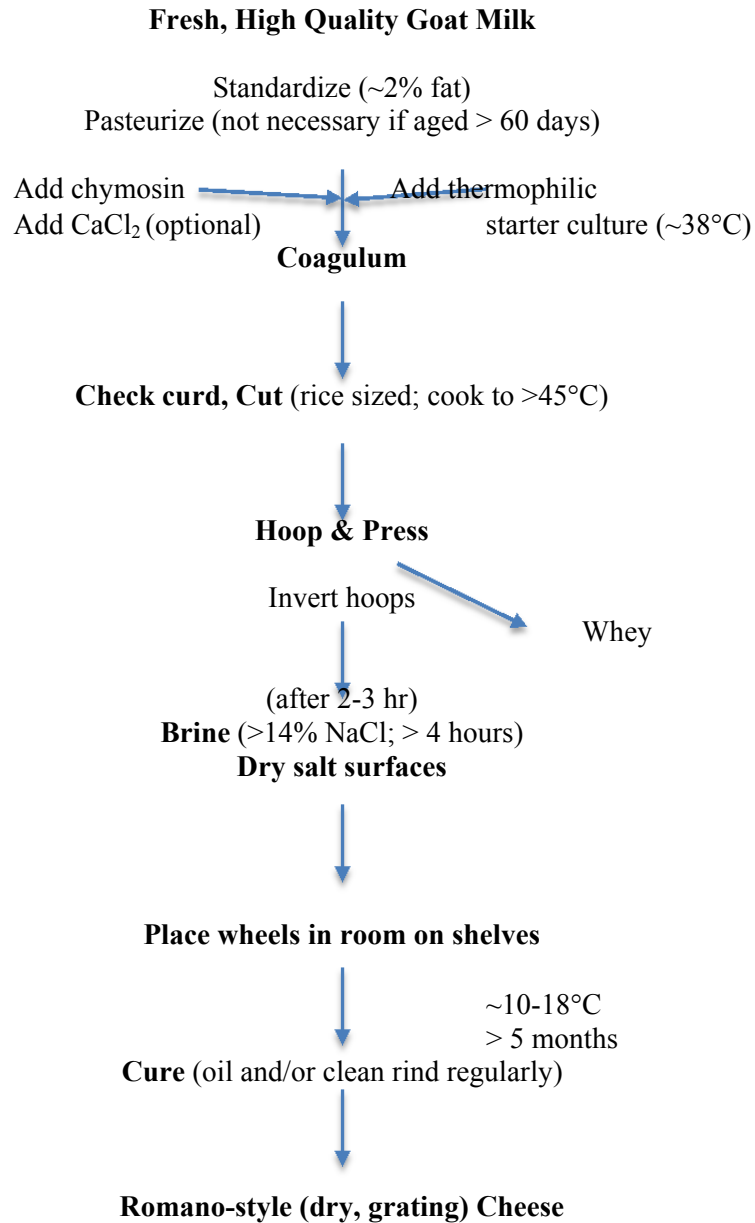 Fresh, High Quality Goat Milk
Standardize (~2% fat)
Pasteurize (not necessary if aged > 60 days)
Add chymosin
Add thermophilic
Add CaCl₂ (optional)
starter culture (~38°C)
Coagulum
Check curd, Cut (rice sized; cook to >45°C)
Hoop & Press
Invert hoops
Whey
(after 2-3 hr)
Brine (>14% NaCl; > 4 hours)
Dry salt surfaces
Place wheels in room on shelves
~10-18°C
> 5 months
Cure (oil and/or clean rind regularly)
Romano-style (dry, grating) Cheese